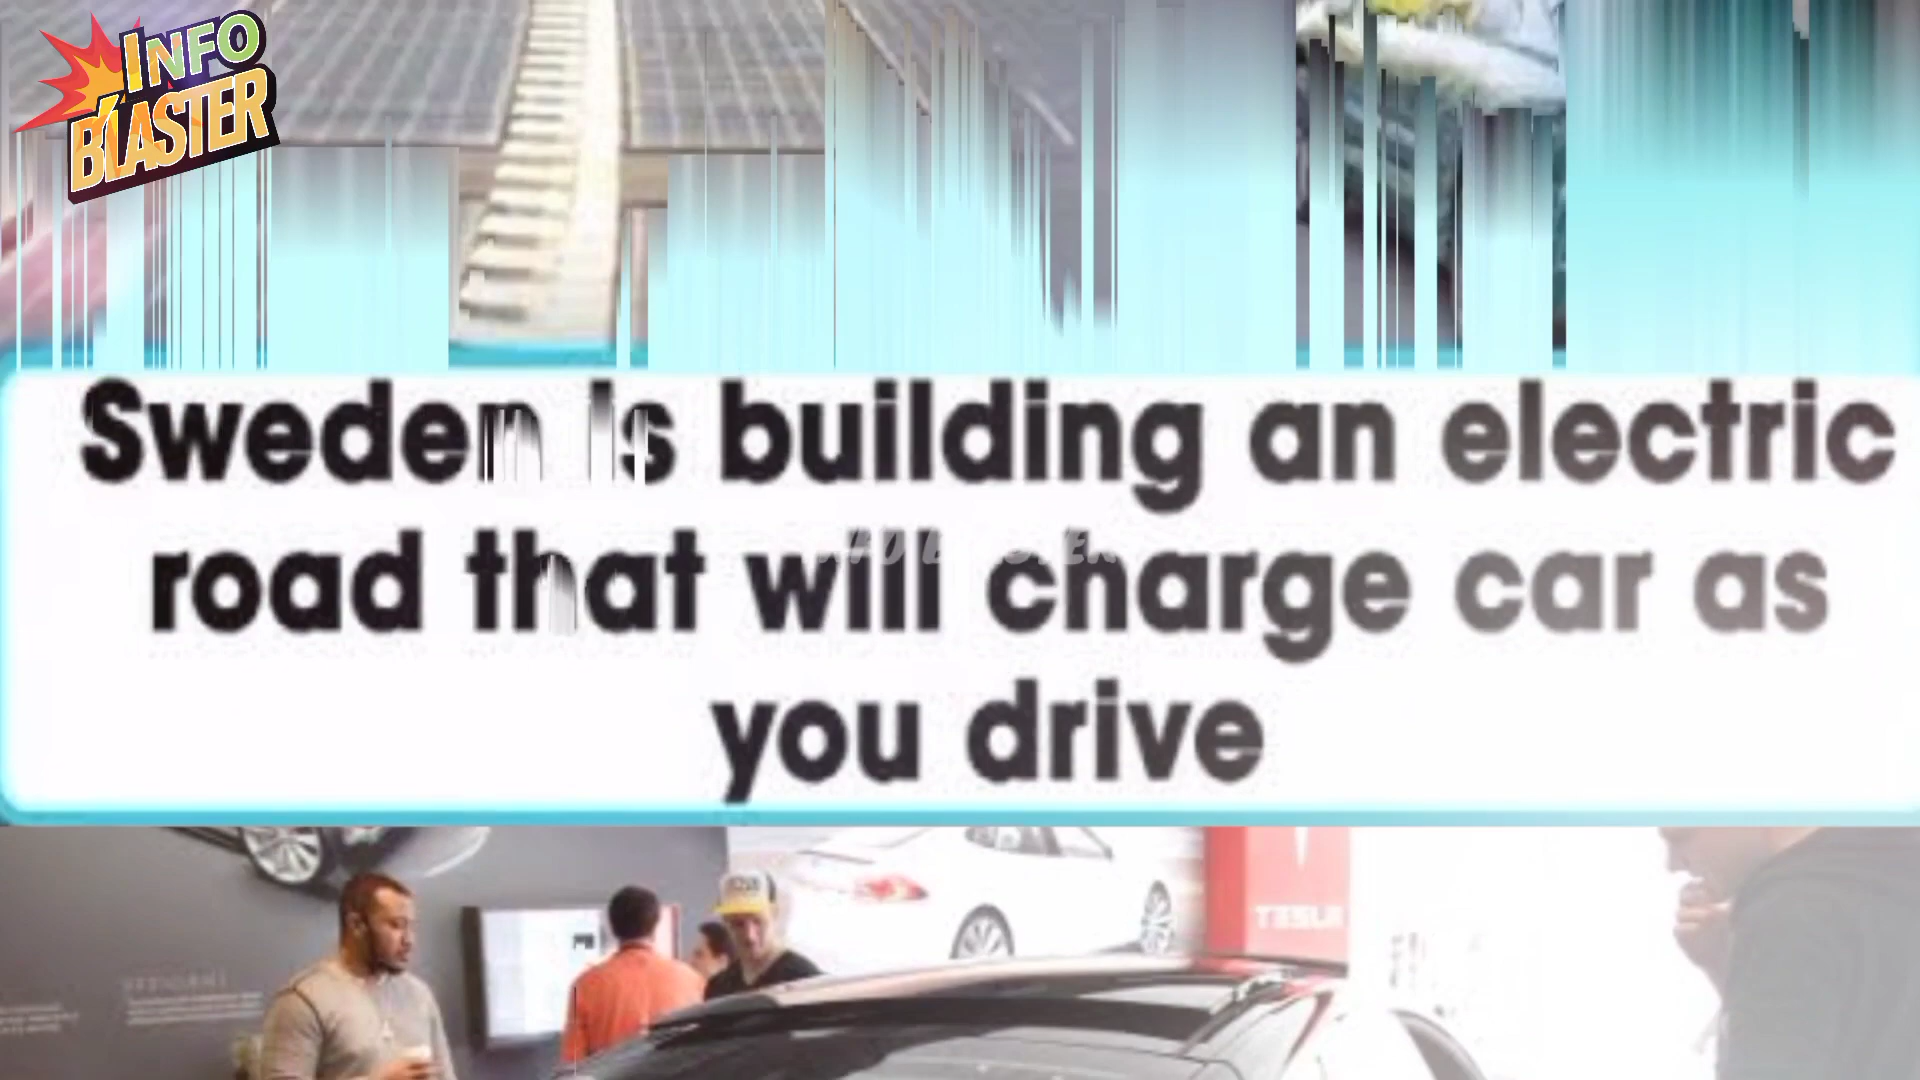 INFO
BLASTER
Sweden is building an electric
road that will charge car as
you drive
TESLA